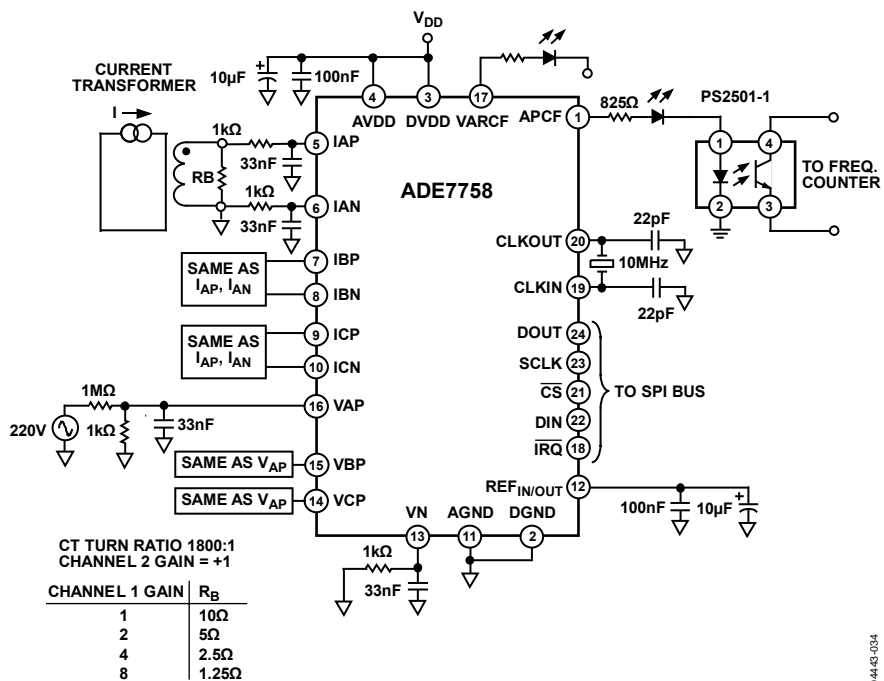 VDD
CURRENT
TRANSFORMER
I
10µF
+
100nF
825Ω
PS2501-1
4
3
17
AVDD DVDD VARCF
APCF
1
1
4
1kΩ
5
IAP
33nF
RB
ADE7758
TO FREQ.
COUNTER
1kΩ
6
IAN
2
3
33nF
22pF
7
IBP
SAME AS
IAP, IAN
8
IBN
CLKOUT
20
10MHz
CLKIN
19
22pF
9
ICP
SAME AS
IAP, IAN
10
ICN
DOUT
24
SCLK
23
CS
21
TO SPI BUS
DIN
22
IRQ
18
1MΩ
16
VAP
220V
1kΩ
33nF
SAME AS VAP
15
VBP
SAME AS VAP
14
VCP
REFIN/OUT
12
100nF
10µF
+
VN
AGND
DGND
13
11
2
1kΩ
33nF
CT TURN RATIO 1800:1
CHANNEL 2 GAIN = +1
CHANNEL 1 GAIN RB
1 10Ω
2 5Ω
4 2.5Ω
8 1.25Ω
04443-034